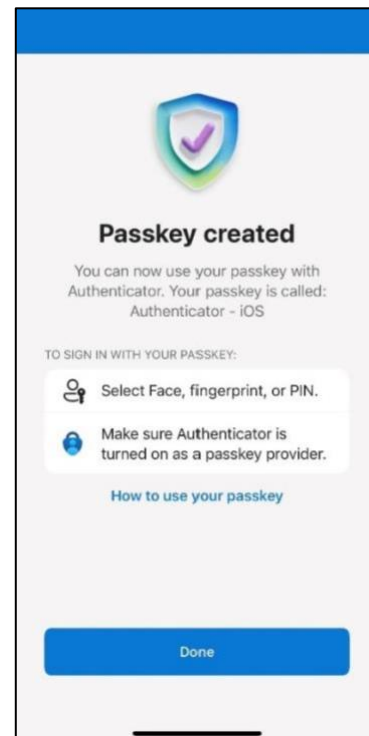 Passkey created
You can now use your passkey with
Authenticator. Your passkey is called:
Authenticator - iOS
TO SIGN IN WITH YOUR PASSKEY:
Select Face, fingerprint, or PIN.
Make sure Authenticator is
turned on as a passkey provider.
How to use your passkey
Done